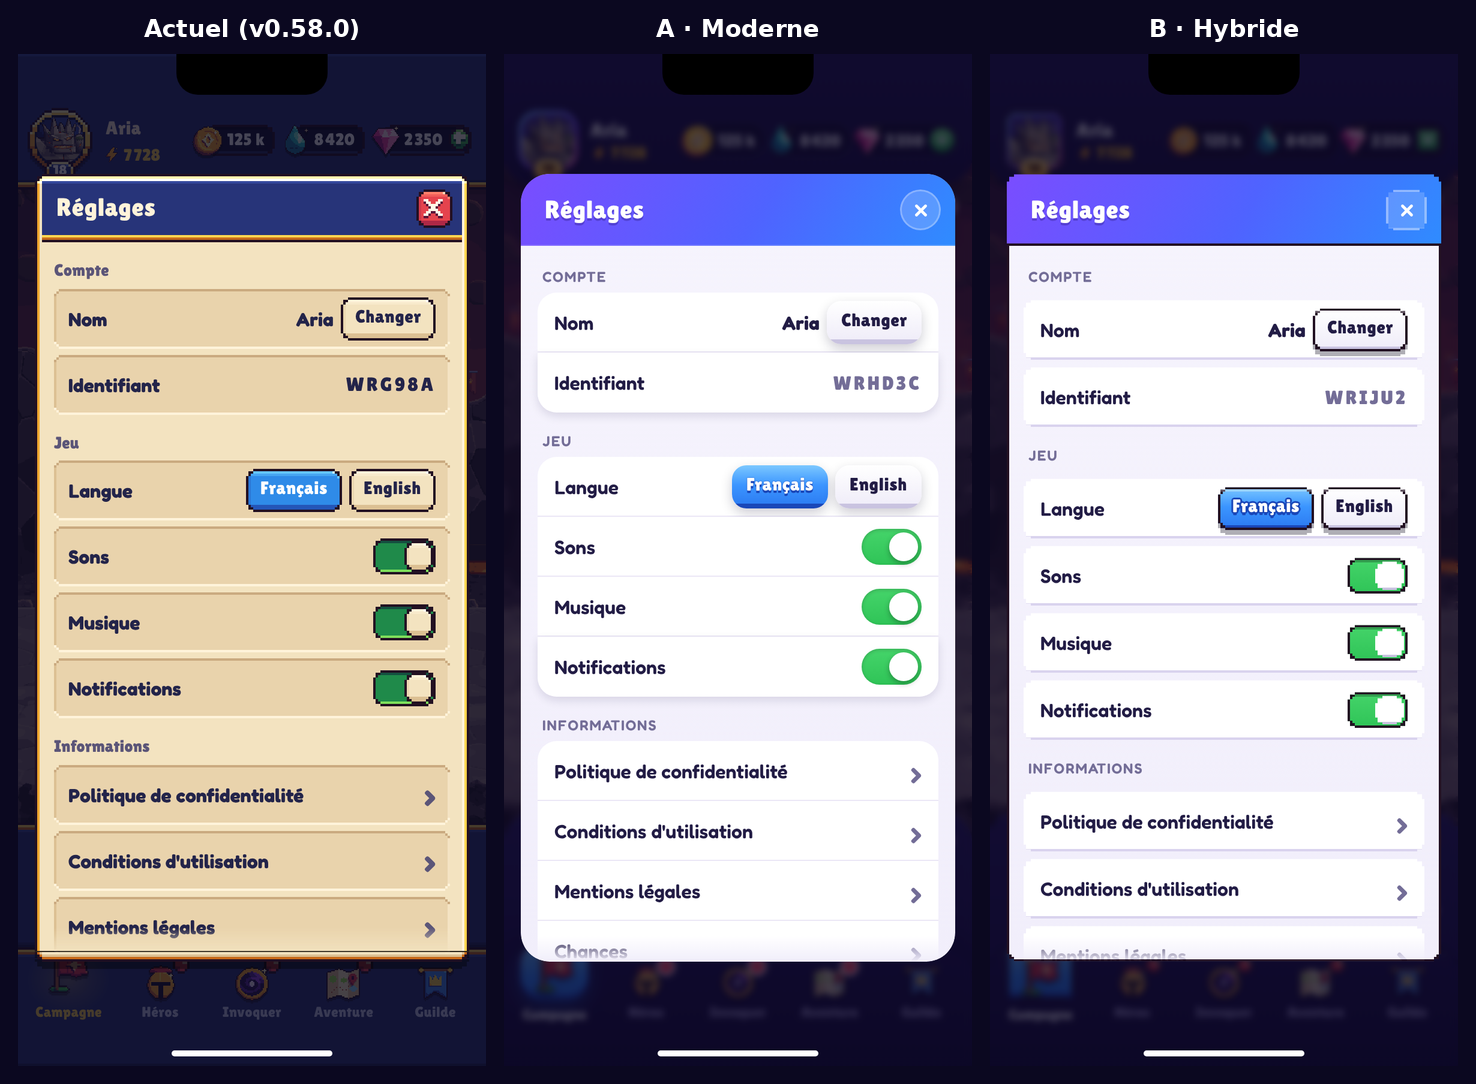 Actuel (v0.58.0)
Aria
7728
125 k
8420
2350
18
Réglages
Compte
Nom
Aria
Changer
Identifiant
WRG98A
Jeu
Langue
Français
English
Sons
Musique
Notifications
Informations
Politique de confidentialité
Conditions d'utilisation
Mentions légales
Campagne
Héros
Invoquer
Aventure
Guilde
A · Moderne
Réglages
COMPTE
Nom
Aria
Changer
Identifiant
WRHD3C
JEU
Langue
Français
English
Sons
Musique
Notifications
INFORMATIONS
Politique de confidentialité
Conditions d'utilisation
Mentions légales
Chances
B · Hybride
Réglages
COMPTE
Nom
Aria
Changer
Identifiant
WRIJU2
JEU
Langue
Français
English
Sons
Musique
Notifications
INFORMATIONS
Politique de confidentialité
Conditions d'utilisation
Mentions légales